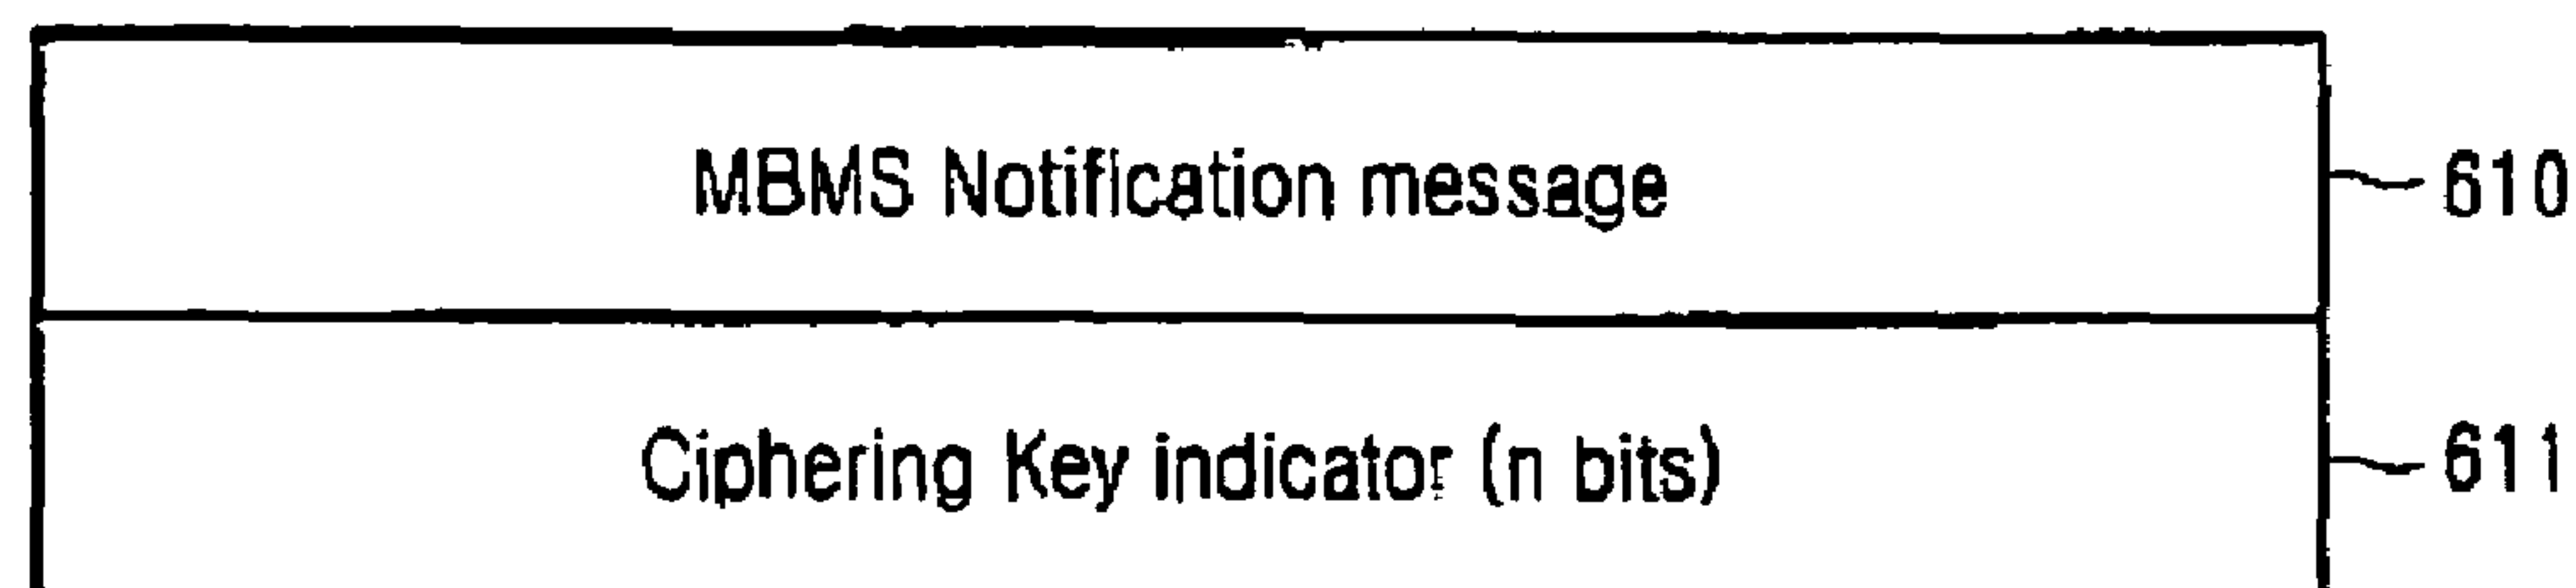 MBMS Notification message 610
Ciphering Key indicator (n bits) 611